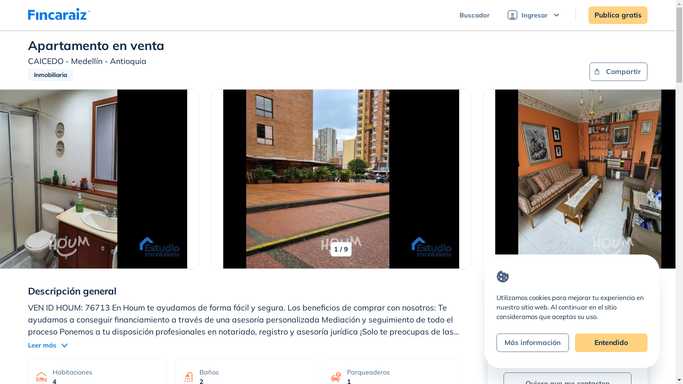 Fincaraiz
Buscador
Ingresar
Publica gratis
Apartamento en venta
CAICEDO - Medellín - Antioquia
Inmobiliaria
Compartir
HOUM
Estudio
HOUM
1 / 9
Estudio
HOUM
Descripción general
VEN ID HOUM: 76713 En Houm te ayudamos de forma fácil y segura. Los beneficios de comprar con nosotros: Te
ayudamos a conseguir financiamiento a través de una asesoría personalizada Mediación y seguimiento de todo el
proceso Ponemos a tu disposición profesionales en notariado, registro y asesoría jurídica ¡Solo te preocupas de las...
Leer más
Habitaciones
4
Baños
2
Parqueaderos
1
Utilizamos cookies para mejorar tu experiencia en
nuestro sitio web. Al continuar en el sitio
consideramos que aceptas su uso.
Más información
Entendido
Quiero que me contacten